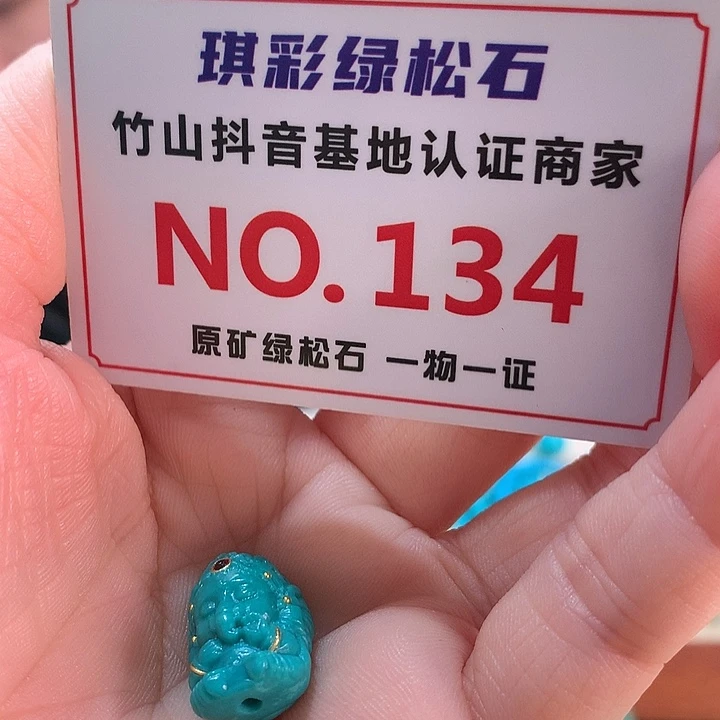 琪彩绿松石
竹山抖音基地认证商家
NO.134
原矿绿松石 一物一证